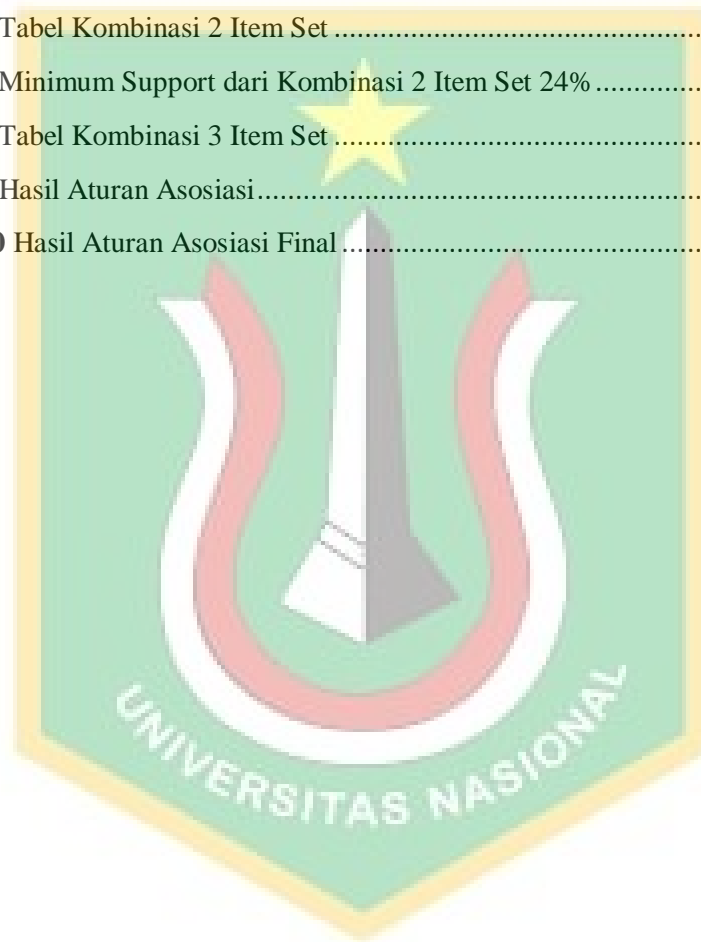 Tabel Kombinasi 2 Item Set ................................................
Minimum Support dari Kombinasi 2 Item Set 24% ..............
Tabel Kombinasi 3 Item Set ................................................
Hasil Aturan Asosiasi..........................................................
0 Hasil Aturan Asosiasi Final ...............................................
UNIVERSITAS NASIONAL